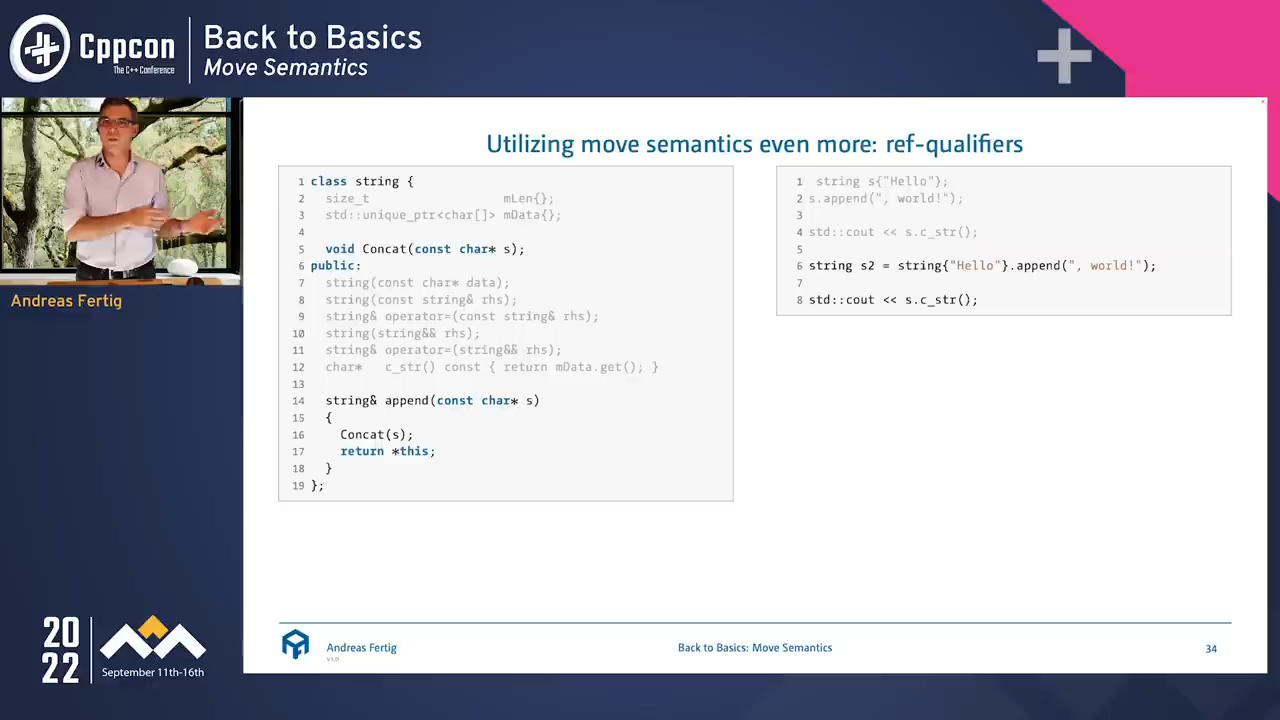 Cppcon
The C++ Conference
Back to Basics
Move Semantics
Andreas Fertig
Utilizing move semantics even more: ref-qualifiers
1 class string {
2 size_t mLen{};
3 std::unique_ptr<char[]> mData{};
4
5 void Concat(const char* s);
6 public:
7 string(const char* data);
8 string(const string& rhs);
9 string& operator=(const string& rhs);
10 string(string&& rhs);
11 string& operator=(string&& rhs);
12 char* c_str() const { return mData.get(); }
13
14 string& append(const char* s)
15 {
16 Concat(s);
17 return *this;
18 }
19 };
1 string s{"Hello"};
2 s.append(", world!");
3
4 std::cout << s.c_str();
5
6 string s2 = string{"Hello"}.append(", world!");
7
8 std::cout << s.c_str();
20
22
September 11th-16th
Andreas Fertig
v1.0
Back to Basics: Move Semantics
34